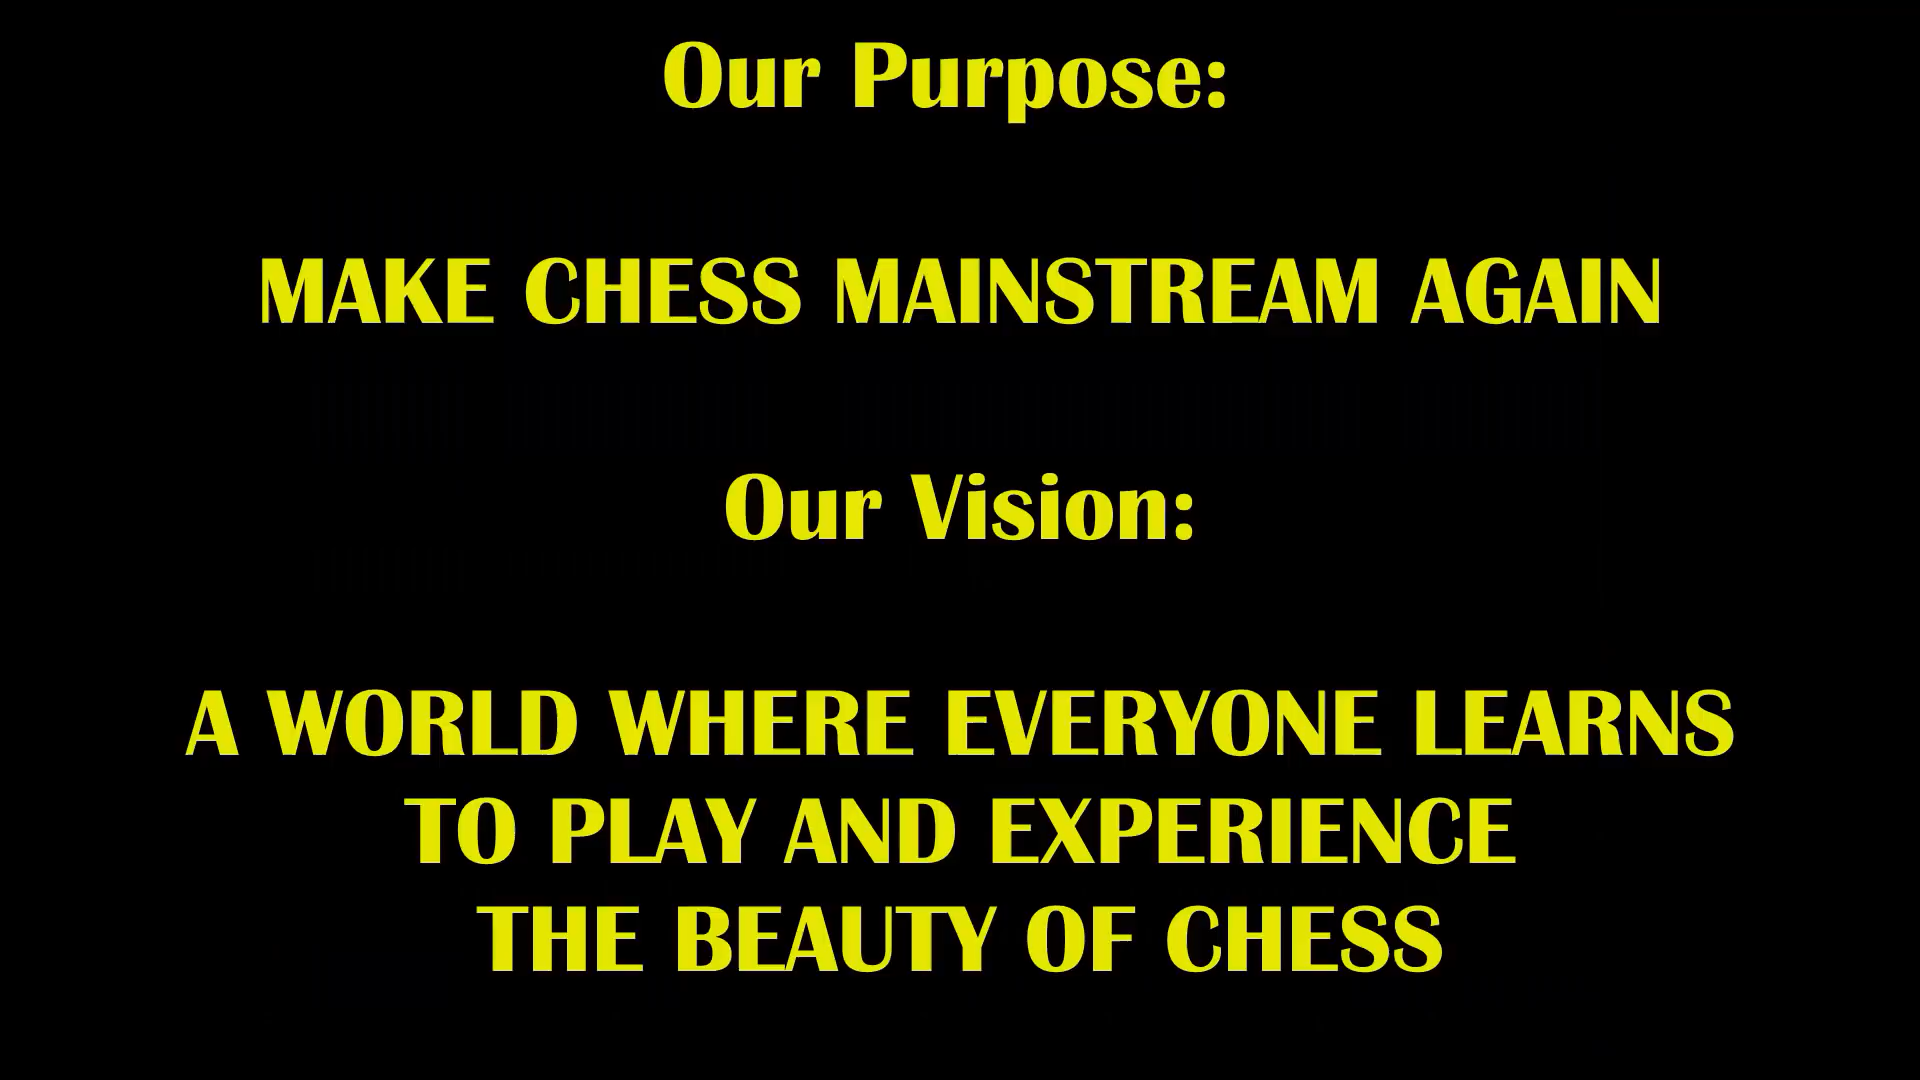 Our Purpose:
MAKE CHESS MAINSTREAM AGAIN
Our Vision:
A WORLD WHERE EVERYONE LEARNS
TO PLAY AND EXPERIENCE
THE BEAUTY OF CHESS